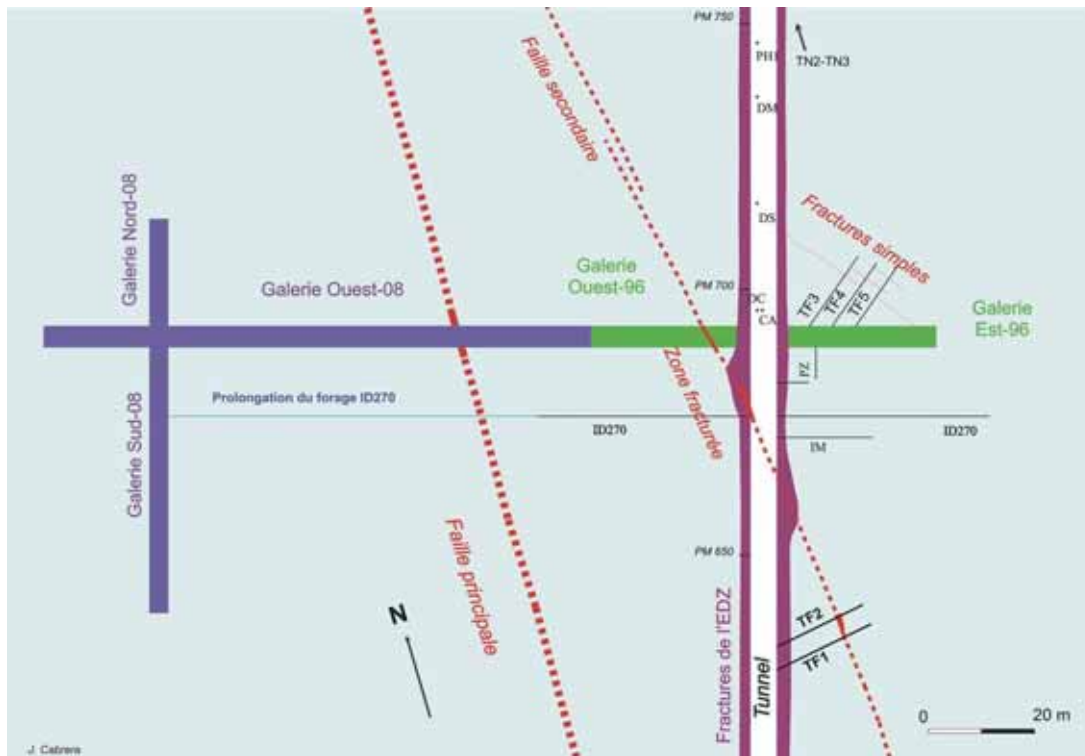 PM 750
TN2-TN3
PH1
DM
Faille secondaire
DS
Fractures simples
Galerie Nord-08
Galerie Ouest-08
Galerie
Ouest-96
PM 700
TF3
TF4
TF5
Galerie
Est-96
CA
PZ
Zone fracturée
Prolongation du forage ID270
ID270
ID270
IM
Galerie Sud-08
Faille principale
PM 650
N
Fractures de l'EDZ
Tunnel
TF2
TF1
0
20 m
J. Cabrera